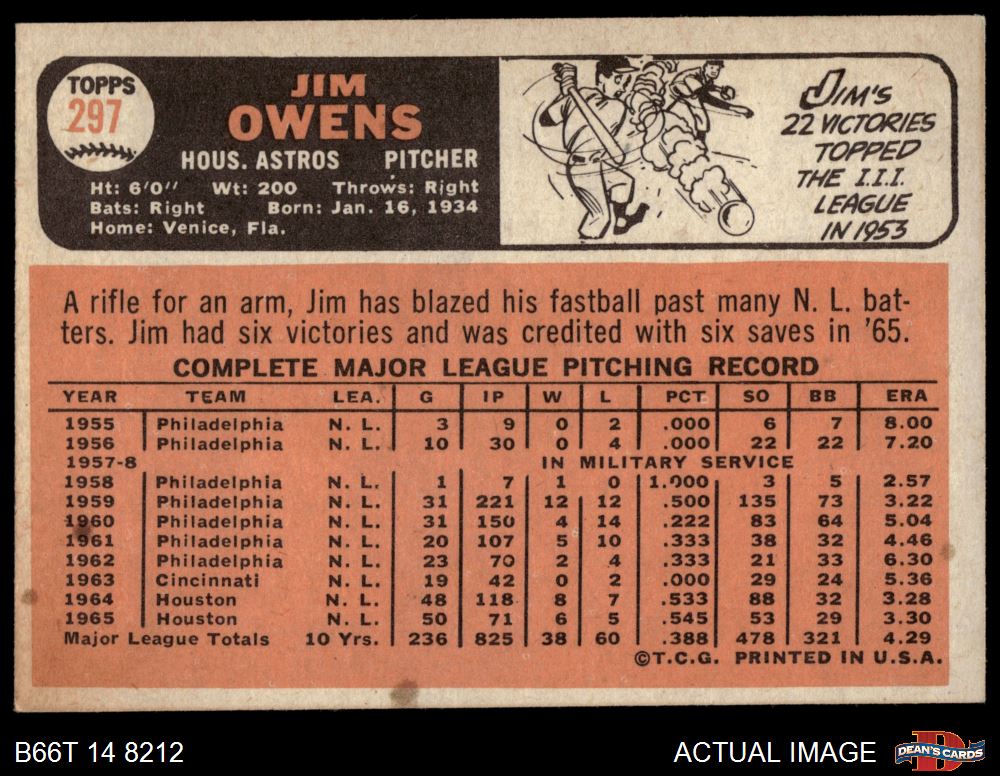 TOPPS
297
JIM
OWENS
HOUS. ASTROS PITCHER
Ht: 6'0" Wt: 200 Throws: Right
Bats: Right Born: Jan. 16, 1934
Home: Venice, Fla.
JIM'S
22 VICTORIES
TOPPED
THE I.I.I.
LEAGUE
IN 1953
A rifle for an arm, Jim has blazed his fastball past many N. L. bat-
ters. Jim had six victories and was credited with six saves in '65.
COMPLETE MAJOR LEAGUE PITCHING RECORD
YEAR TEAM LEA. G IP W L PCT SO BB ERA
1955 Philadelphia N. L. 3 9 0 2 .000 6 7 8.00
1956 Philadelphia N. L. 10 30 0 4 .000 22 22 7.20
1957-8 IN MILITARY SERVICE
1958 Philadelphia N. L. 1 7 1 0 1.000 3 5 2.57
1959 Philadelphia N. L. 31 221 12 12 .500 135 73 3.22
1960 Philadelphia N. L. 31 150 4 14 .222 83 64 5.04
1961 Philadelphia N. L. 20 107 5 10 .333 38 32 4.46
1962 Philadelphia N. L. 23 70 2 4 .333 21 33 6.30
1963 Cincinnati N. L. 19 42 0 2 .000 29 24 5.36
1964 Houston N. L. 48 118 8 7 .533 88 32 3.28
1965 Houston N. L. 50 71 6 5 .545 53 29 3.30
Major League Totals 10 Yrs. 236 825 38 60 .388 478 321 4.29
©T.C.G. PRINTED IN U.S.A.
B66T 14 8212
ACTUAL IMAGE
DEAN'S CARDS